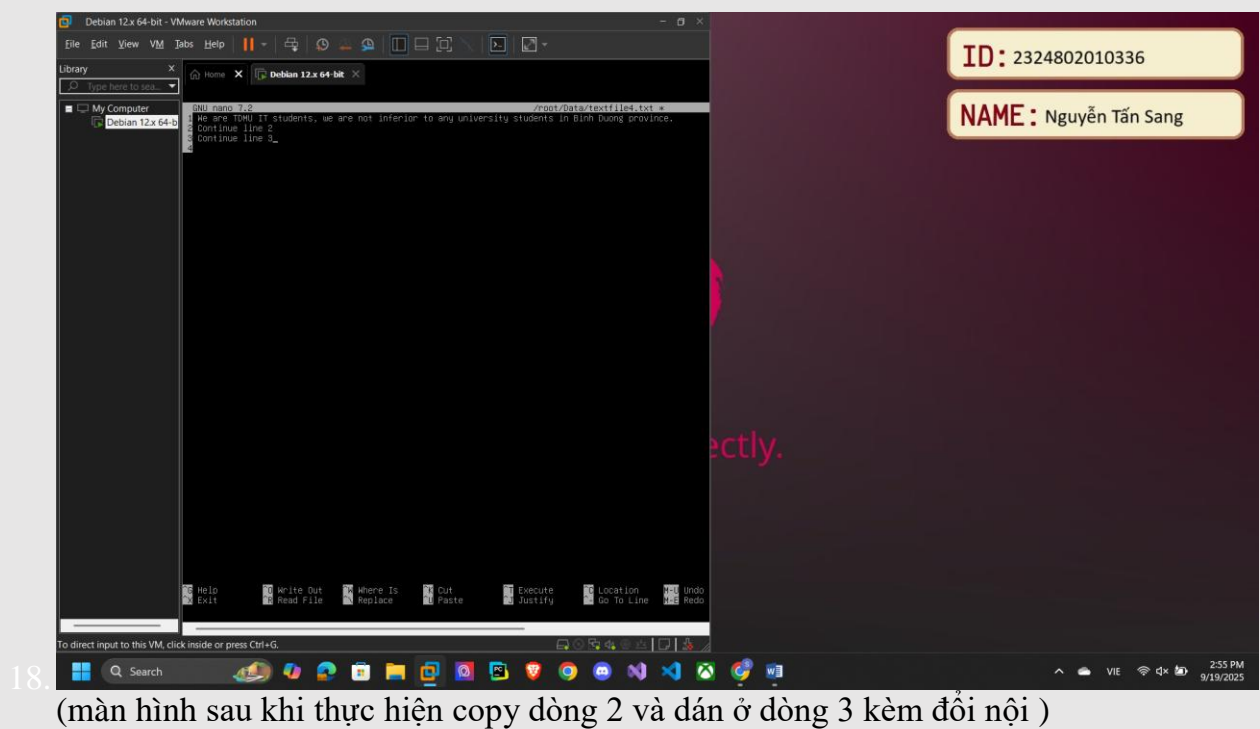 Debian 12.x 64-bit - VMware Workstation
File Edit View VM Tabs Help
Library
Home
Debian 12.x 64-bit
Type here to sea...
My Computer
Debian 12.x 64-b
GNU nano 7.2 /root/Data/textfile4.txt *
1 We are TDMU IT students, we are not inferior to any university students in Binh Duong province.
2 Continue line 2
3 Continue line 3_
4
^G Help ^O Write Out ^W Where Is ^K Cut ^T Execute ^C Location M-U Undo
^X Exit ^R Read File ^\ Replace ^U Paste ^J Justify ^_ Go To Line M-E Redo
To direct input to this VM, click inside or press Ctrl+G.
ID: 2324802010336
NAME: Nguyễn Tấn Sang
ectly.
18.
Search
VIE
2:55 PM
9/19/2025
(màn hình sau khi thực hiện copy dòng 2 và dán ở dòng 3 kèm đổi nội )